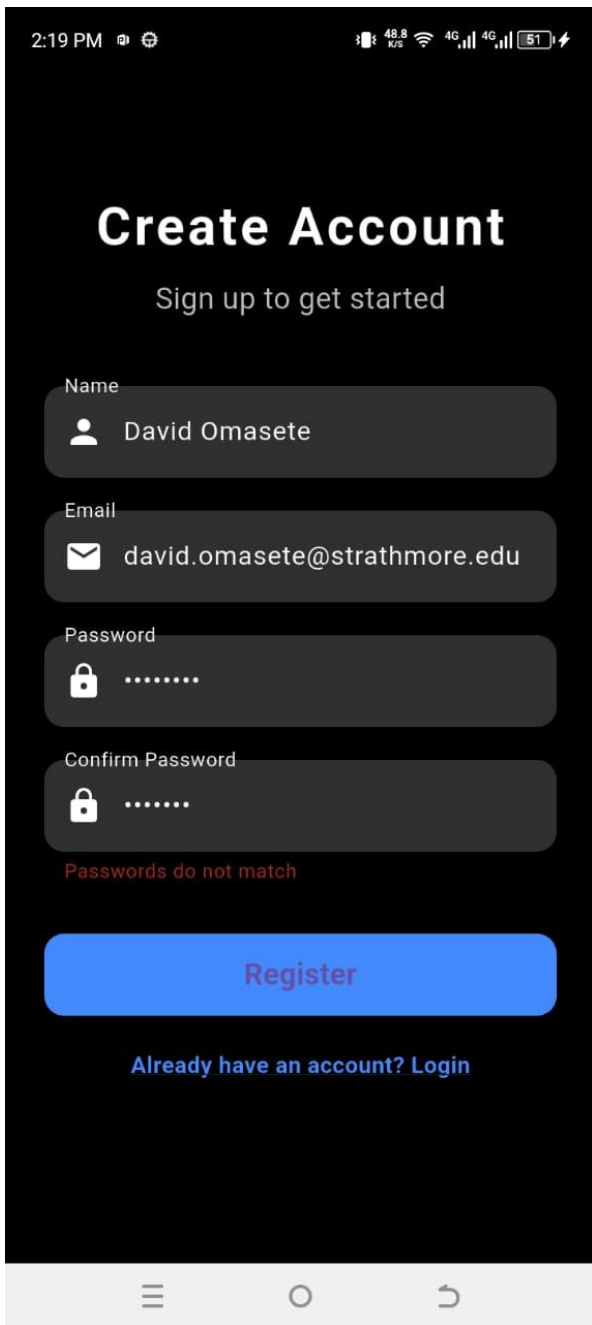 2:19 PM 48.8 K/S 4G 4G 51
Create Account
Sign up to get started
Name
David Omasete
Email
david.omasete@strathmore.edu
Password
••••••••
Confirm Password
•••••••
Passwords do not match
Register
Already have an account? Login